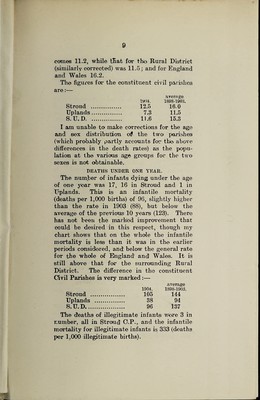 9
comes 11.2, while that for the Rural District
(similarly corrected) was 11.5; and for England
and Wales 16.2.
The figures for the constituent civil parishes
are:—
average
1904. 1898-1903.
Stroud ............... 12.5 16.0
Uplands ............... 7.3 11.5
S. U. D. ............... 11.6 15.3
I am unable to make corrections for the age
and sex distribution of the two parishes
(which probably partly accounts for the above
differences in the death rates) as the popu-
lation at the various age groups for the two
sexes is not obtainable.
DEATHS UNDER ONE YEAR.
The number of infants dying under the age
of one year was 17, 16 in Stroud and 1 in
Uplands. This is an infantile mortality
(deaths per 1,000 births) of 96, slightly higher
than the rate in 1903 (88), but below the
average of the previous 10 years (123). There
has not been the marked improvement that
could be desired in this respect, though my
chart shows that on the whole the infantile
mortality is less than it was in the earlier
periods considered, and below the general rate
for the whole of England and Wales. It is
still above that for the surrounding Rural
District. The difference in the constituent
Civil Parishes is very marked:—
average
1904. 1898-1903.
Stroud ............... 105 144
Uplands ............... 38 94
S. U. D. ............... 96 137
The deaths of illegitimate infants were 3 in
number, all in Stroud C.P., and the infantile
mortality for illegitimate infants is 333 (deaths
per 1,000 illegitimate births).